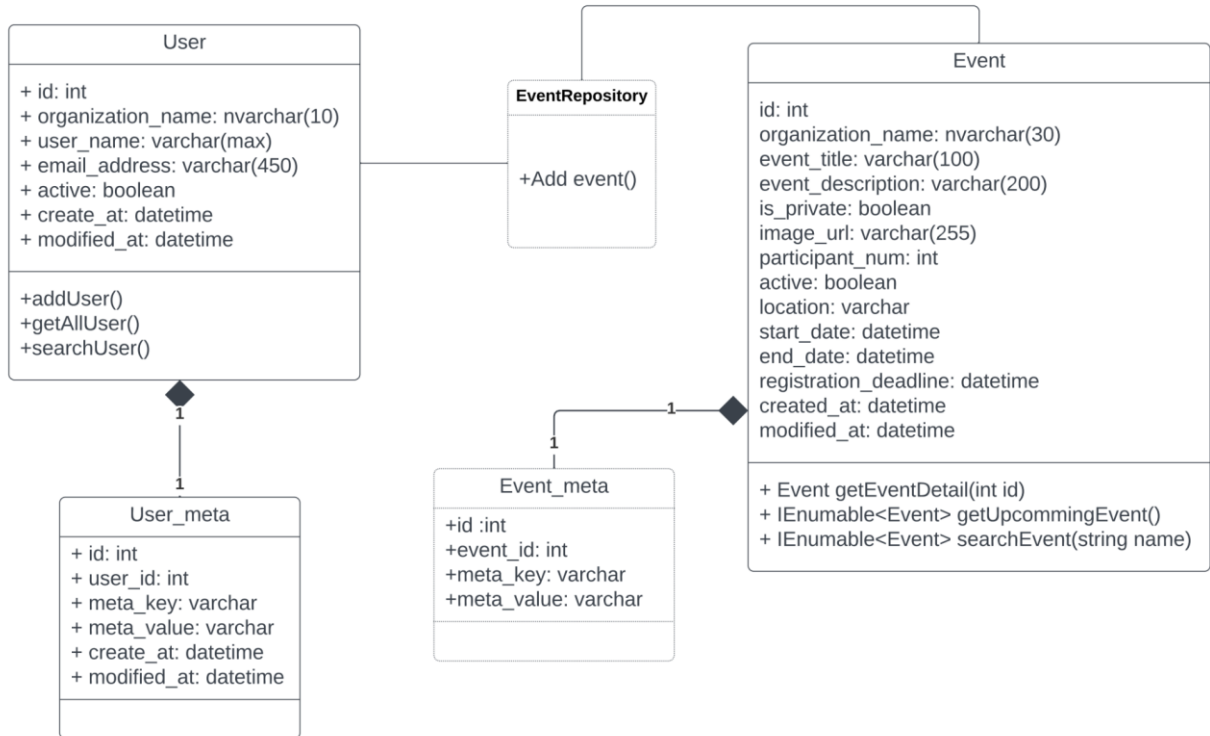 User
+ id: int
+ organization_name: nvarchar(10)
+ user_name: varchar(max)
+ email_address: varchar(450)
+ active: boolean
+ create_at: datetime
+ modified_at: datetime
+addUser()
+getAllUser()
+searchUser()
1
1
User_meta
+ id: int
+ user_id: int
+ meta_key: varchar
+ meta_value: varchar
+ create_at: datetime
+ modified_at: datetime
EventRepository
+Add event()
1
1
Event_meta
+id :int
+event_id: int
+meta_key: varchar
+meta_value: varchar
Event
id: int
organization_name: nvarchar(30)
event_title: varchar(100)
event_description: varchar(200)
is_private: boolean
image_url: varchar(255)
participant_num: int
active: boolean
location: varchar
start_date: datetime
end_date: datetime
registration_deadline: datetime
created_at: datetime
modified_at: datetime
+ Event getEventDetail(int id)
+ IEnumable<Event> getUpcommingEvent()
+ IEnumable<Event> searchEvent(string name)